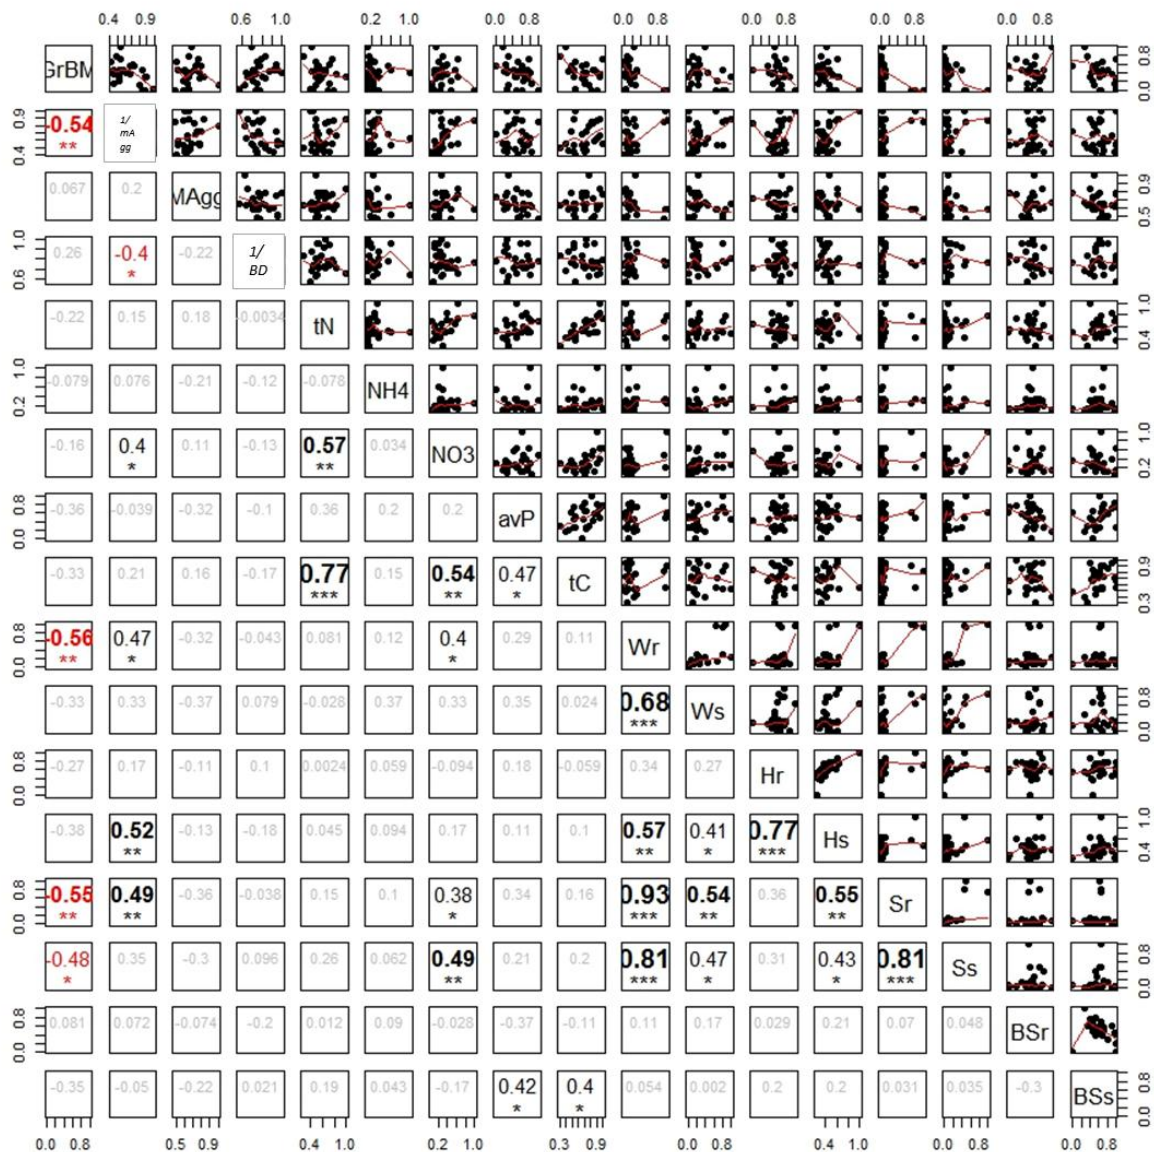 0.4 0.9 0.6 1.0 0.2 1.0 0.0 0.8 0.0 0.8 0.0 0.8 0.0 0.8 0.0 0.8
GrBM 0.0 0.8
0.4 0.9 -0.54 1/
** mA
gg
0.067 0.2 MAgg 0.5 0.9
0.6 1.0 0.26 -0.4 -0.22 1/
* BD
-0.22 0.15 0.18 -0.0034 tN 0.4 1.0
0.2 1.0 -0.079 0.076 -0.21 -0.12 -0.078 NH4
-0.16 0.4 0.11 -0.13 0.57 0.034 NO3 0.2 1.0
* **
0.0 0.8 -0.36 -0.039 -0.32 -0.1 0.36 0.2 0.2 avP
-0.33 0.21 0.16 -0.17 0.77 0.15 0.54 0.47 tC 0.3 0.9
*** ** *
0.0 0.8 -0.56 0.47 -0.32 -0.043 0.081 0.12 0.4 0.29 0.11 Wr
** * *
-0.33 0.33 -0.37 0.079 -0.028 0.37 0.33 0.35 0.024 0.68 Ws 0.0 0.8
***
0.0 0.8 -0.27 0.17 -0.11 0.1 0.0024 0.059 -0.094 0.18 -0.059 0.34 0.27 Hr
-0.38 0.52 -0.13 -0.18 0.045 0.094 0.17 0.11 0.1 0.57 0.41 0.77 Hs 0.4 1.0
** ** * ***
0.0 0.8 -0.55 0.49 -0.36 -0.038 0.15 0.1 0.38 0.34 0.16 0.93 0.54 0.36 0.55 Sr
** ** * *** ** **
-0.48 0.35 -0.3 0.096 0.26 0.062 0.49 0.21 0.2 0.81 0.47 0.31 0.43 0.81 Ss 0.0 0.8
* ** *** * * ***
0.0 0.8 0.081 0.072 -0.074 -0.2 0.012 0.09 -0.028 -0.37 -0.11 0.11 0.17 0.029 0.21 0.07 0.048 BSr
-0.35 -0.05 -0.22 0.021 0.19 0.043 -0.17 0.42 0.4 0.054 0.002 0.2 0.2 0.031 0.035 -0.3 BSs 0.0 0.8
* *
0.0 0.8 0.5 0.9 0.4 1.0 0.2 1.0 0.3 0.9 0.0 0.8 0.4 1.0 0.0 0.8 0.0 0.8